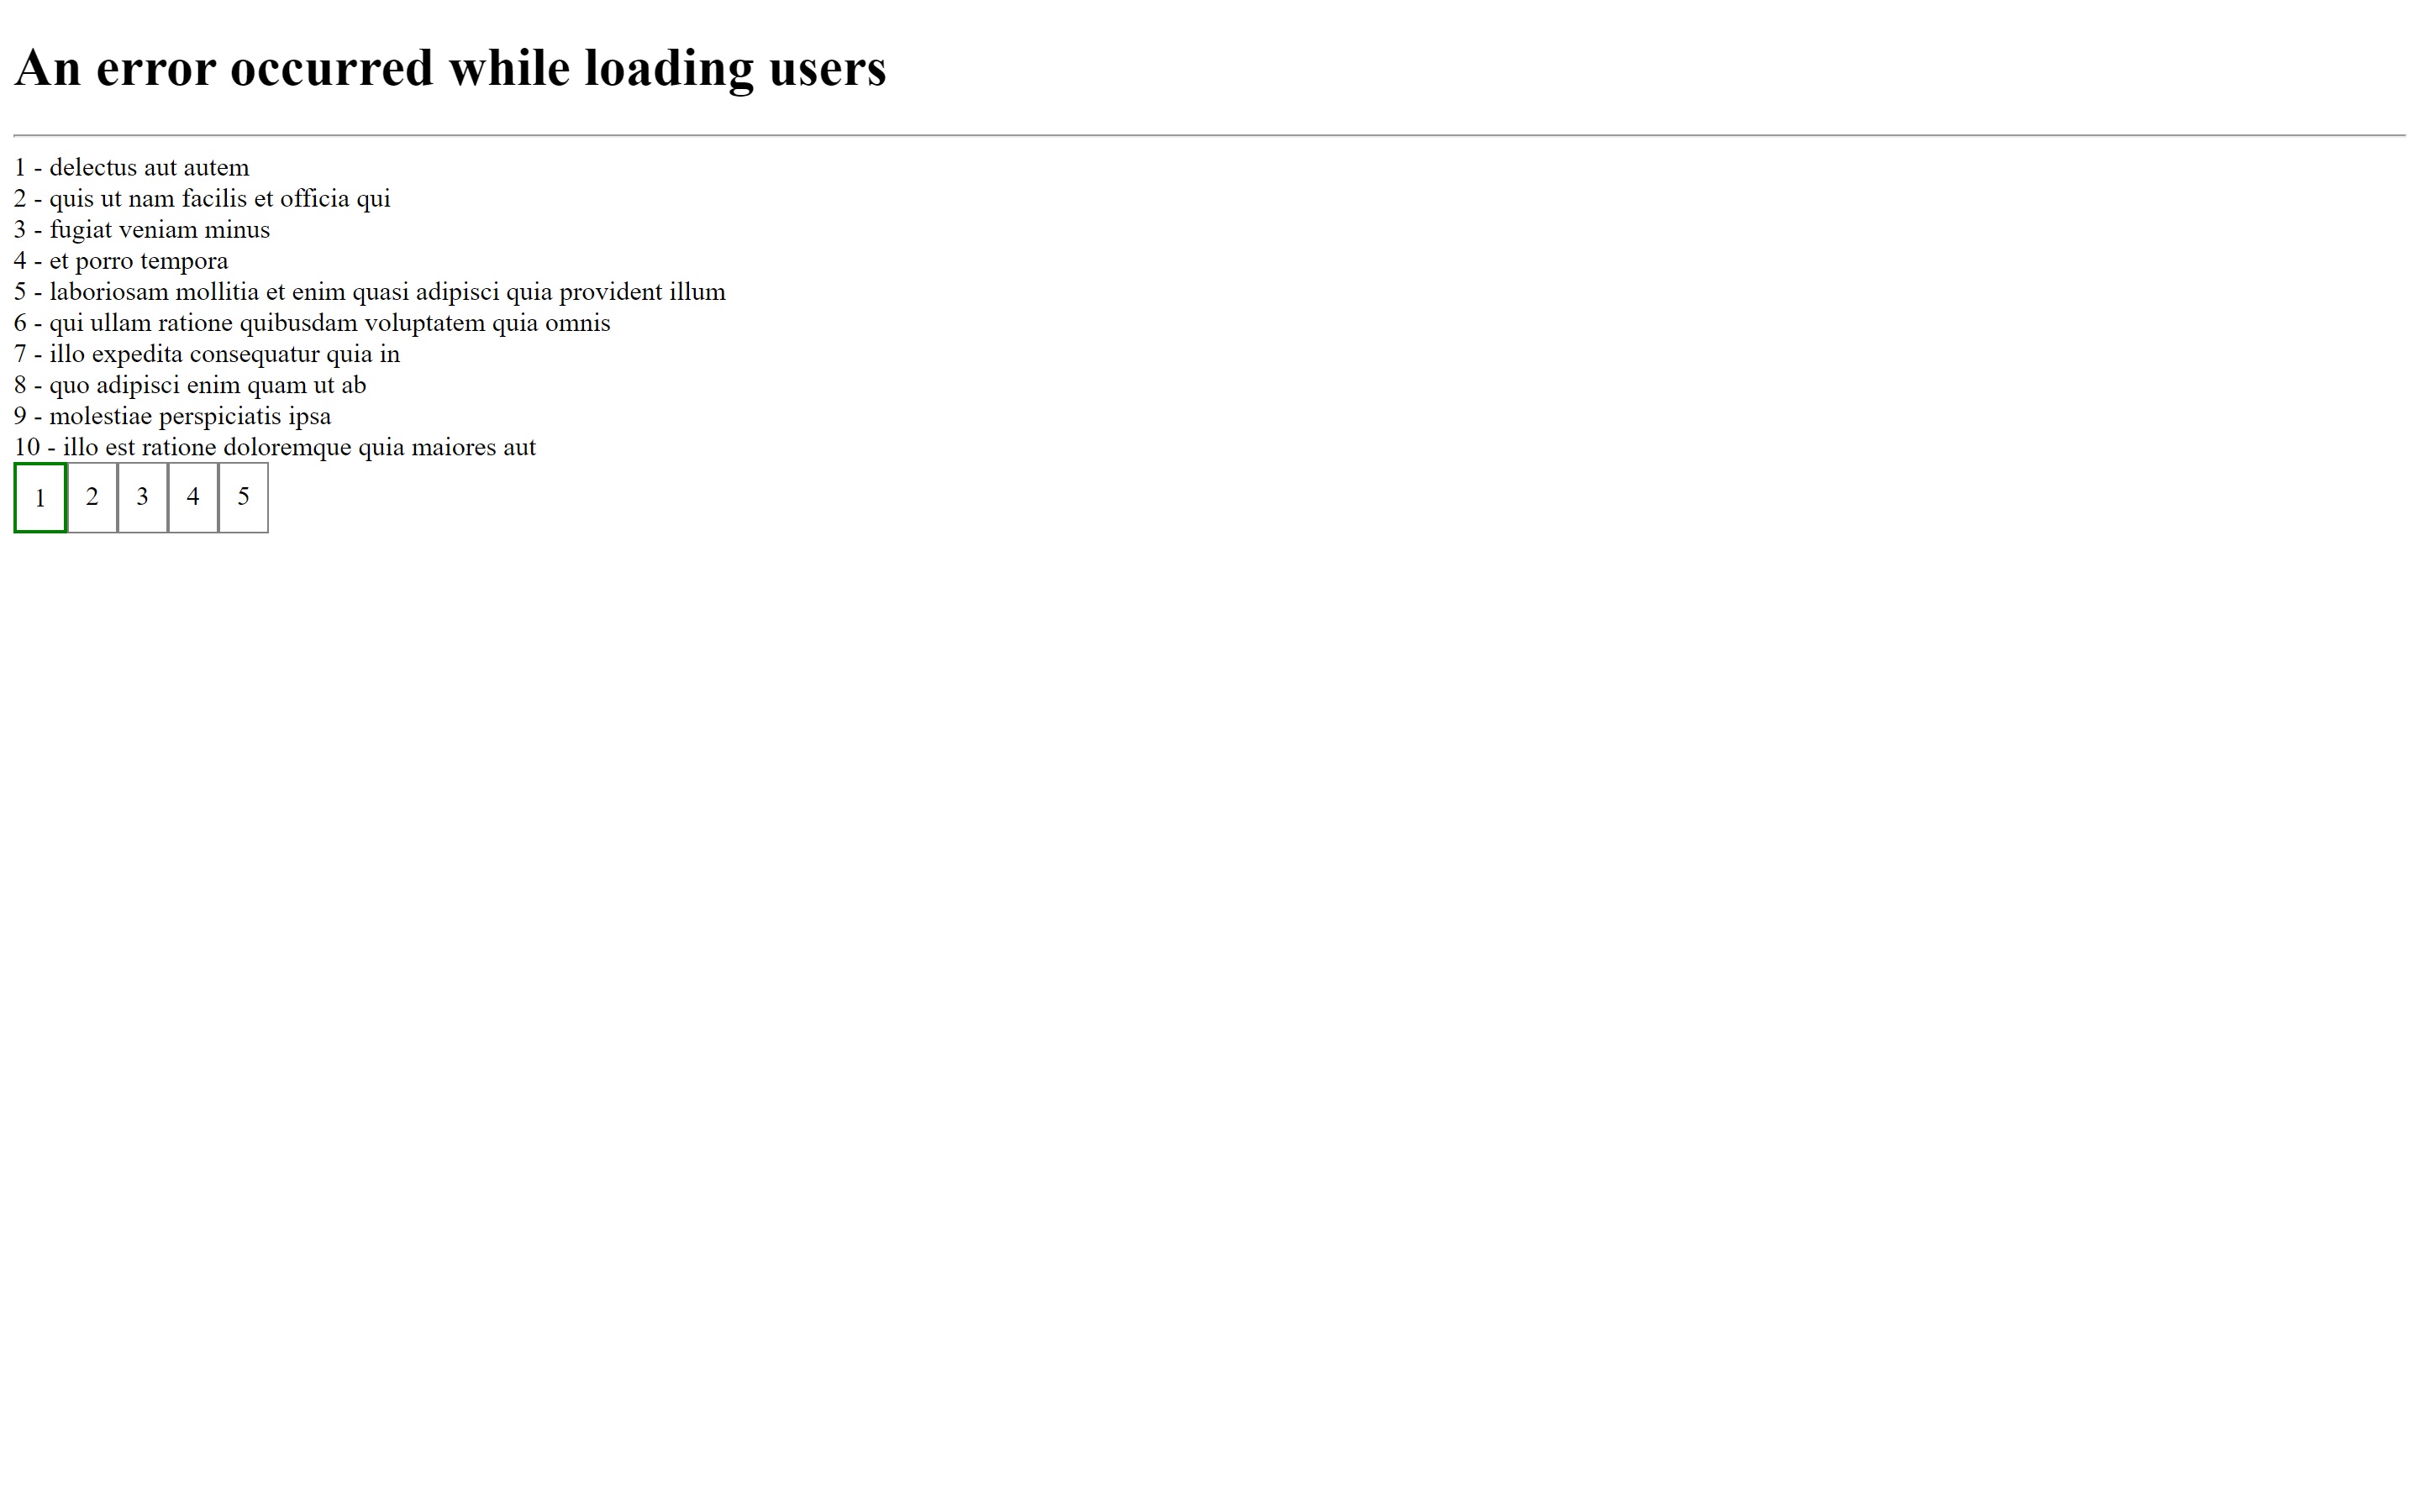 An error occurred while loading users
1 - delectus aut autem
2 - quis ut nam facilis et officia qui
3 - fugiat veniam minus
4 - et porro tempora
5 - laboriosam mollitia et enim quasi adipisci quia provident illum
6 - qui ullam ratione quibusdam voluptatem quia omnis
7 - illo expedita consequatur quia in
8 - quo adipisci enim quam ut ab
9 - molestiae perspiciatis ipsa
10 - illo est ratione doloremque quia maiores aut
1 2 3 4 5